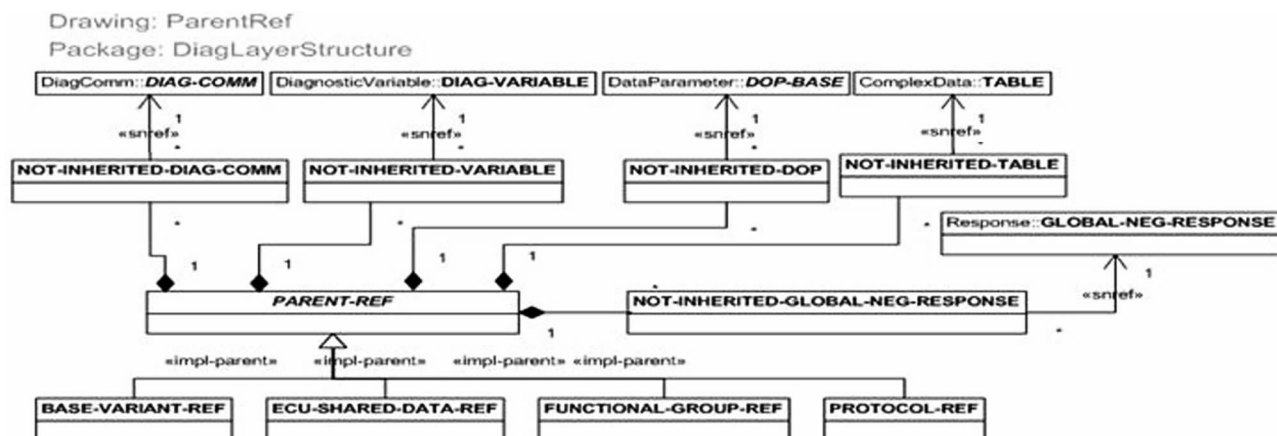 Drawing: ParentRef
Package: DiagLayerStructure
DiagComm::DIAG-COMM DiagnosticVariable::DIAG-VARIABLE DataParameter::DOP-BASE ComplexData::TABLE
1 1 1 1
«snref» «snref» «snref» «snref»
* * * *
NOT-INHERITED-DIAG-COMM NOT-INHERITED-VARIABLE NOT-INHERITED-DOP NOT-INHERITED-TABLE
* * * *
Response::GLOBAL-NEG-RESPONSE
1 1 1 1
1
«snref»
*
PARENT-REF
*
NOT-INHERITED-GLOBAL-NEG-RESPONSE
1
«impl-parent» «impl-parent» «impl-parent» «impl-parent»
BASE-VARIANT-REF ECU-SHARED-DATA-REF FUNCTIONAL-GROUP-REF PROTOCOL-REF